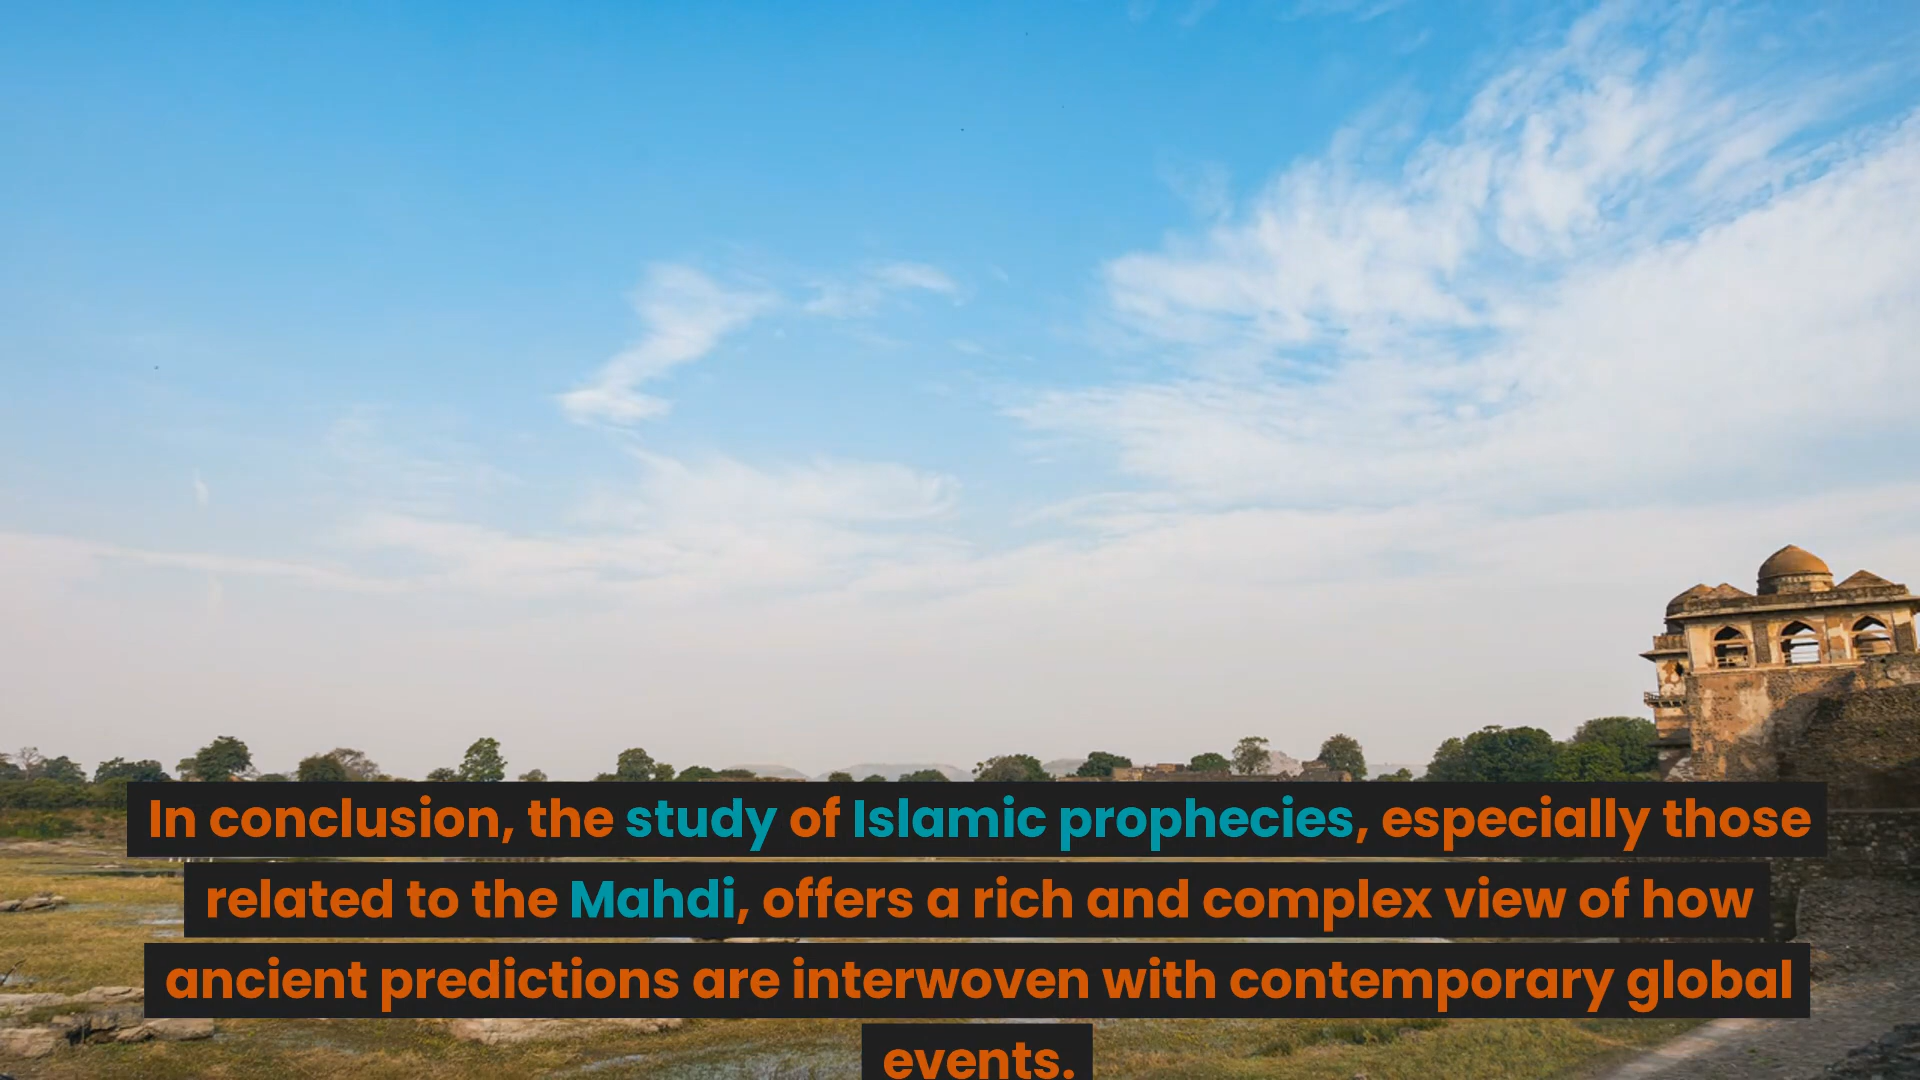 In conclusion, the study of Islamic prophecies, especially those
related to the Mahdi, offers a rich and complex view of how
ancient predictions are interwoven with contemporary global
events.